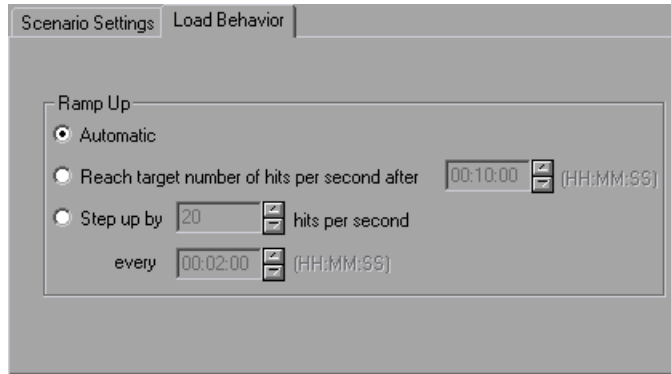 Scenario Settings Load Behavior
Ramp Up
Automatic
Reach target number of hits per second after 00:10:00 (HH:MM:SS)
Step up by 20 hits per second
every 00:02:00 (HH:MM:SS)